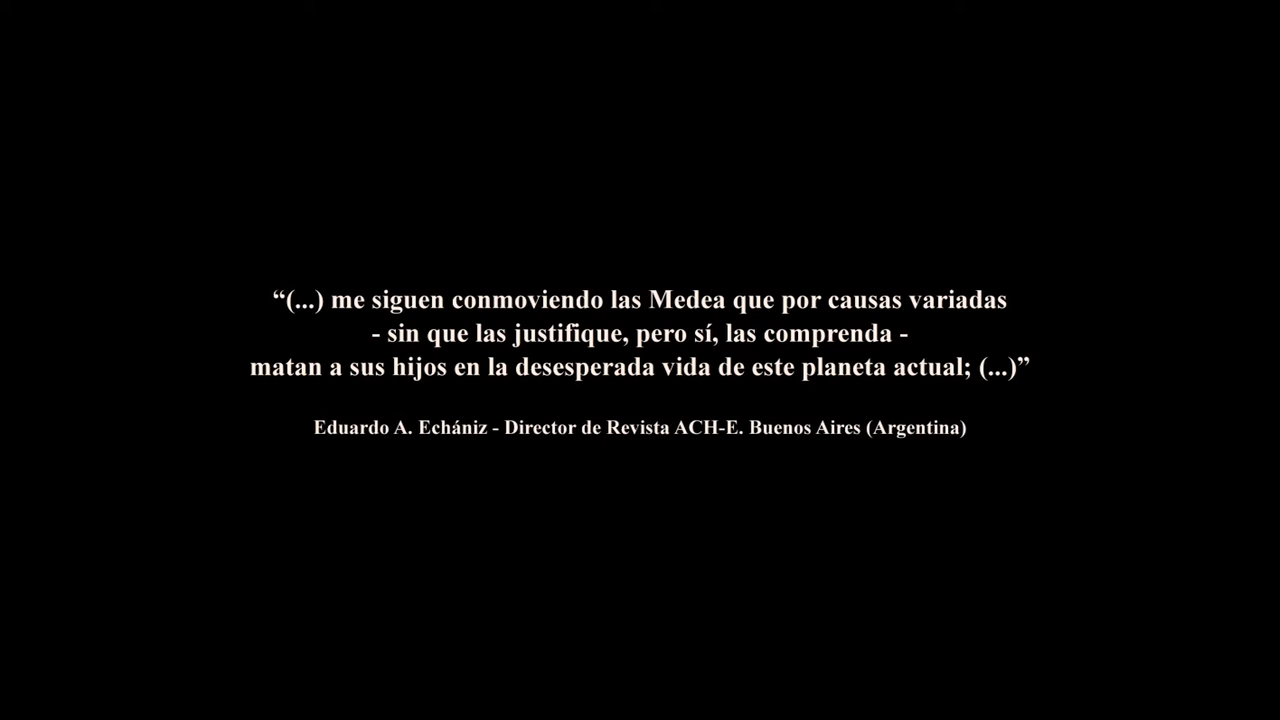 “(...) me siguen conmoviendo las Medea que por causas variadas
- sin que las justifique, pero sí, las comprenda -
matan a sus hijos en la desesperada vida de este planeta actual; (...)”
Eduardo A. Echániz - Director de Revista ACH-E. Buenos Aires (Argentina)